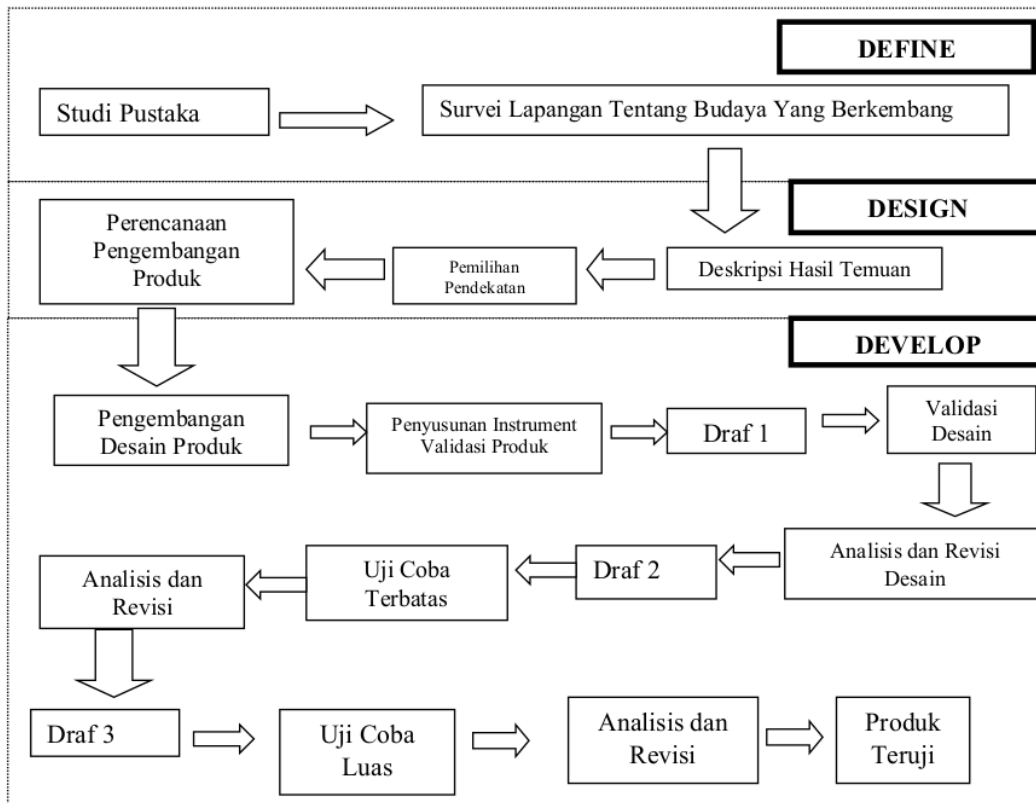 DEFINE
Studi Pustaka
Survei Lapangan Tentang Budaya Yang Berkembang
DESIGN
Deskripsi Hasil Temuan
Pemilihan
Pendekatan
Perencanaan
Pengembangan
Produk
DEVELOP
Pengembangan
Desain Produk
Penyusunan Instrument
Validasi Produk
Draf 1
Validasi
Desain
Analisis dan Revisi
Desain
Draf 2
Uji Coba
Terbatas
Analisis dan
Revisi
Draf 3
Uji Coba
Luas
Analisis dan
Revisi
Produk
Teruji